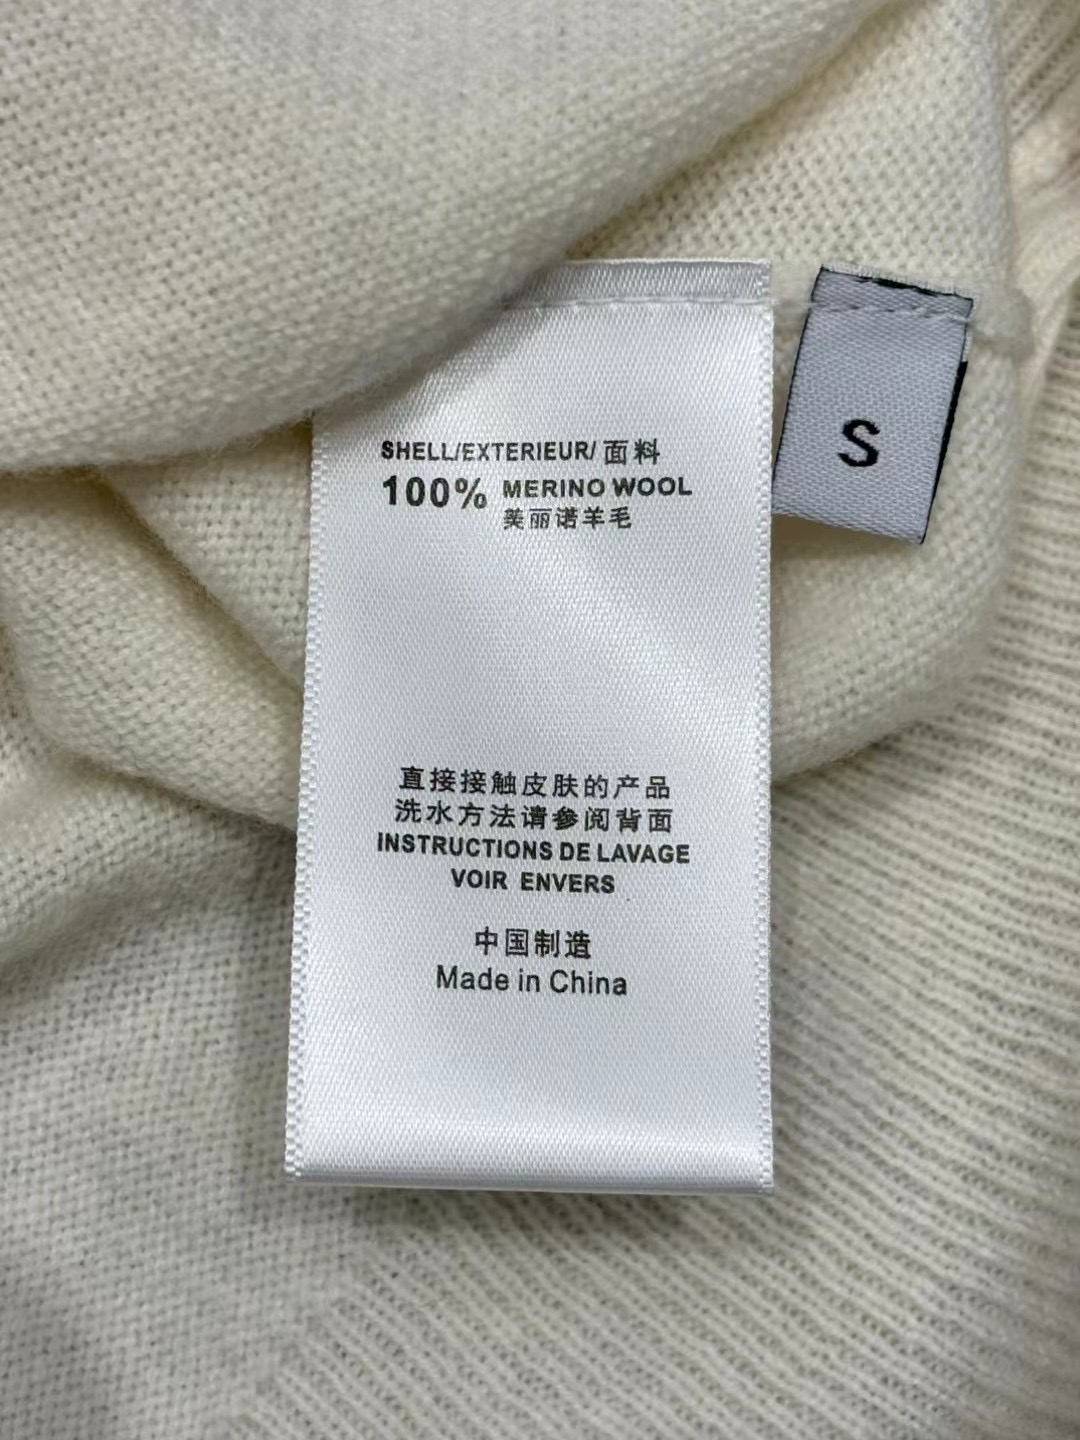 SHELL/EXTERIEUR/ 面料
100% MERINO WOOL
美丽诺羊毛
S
直接接触皮肤的产品
洗水方法请参阅背面
INSTRUCTIONS DE LAVAGE
VOIR ENVERS
中国制造
Made in China